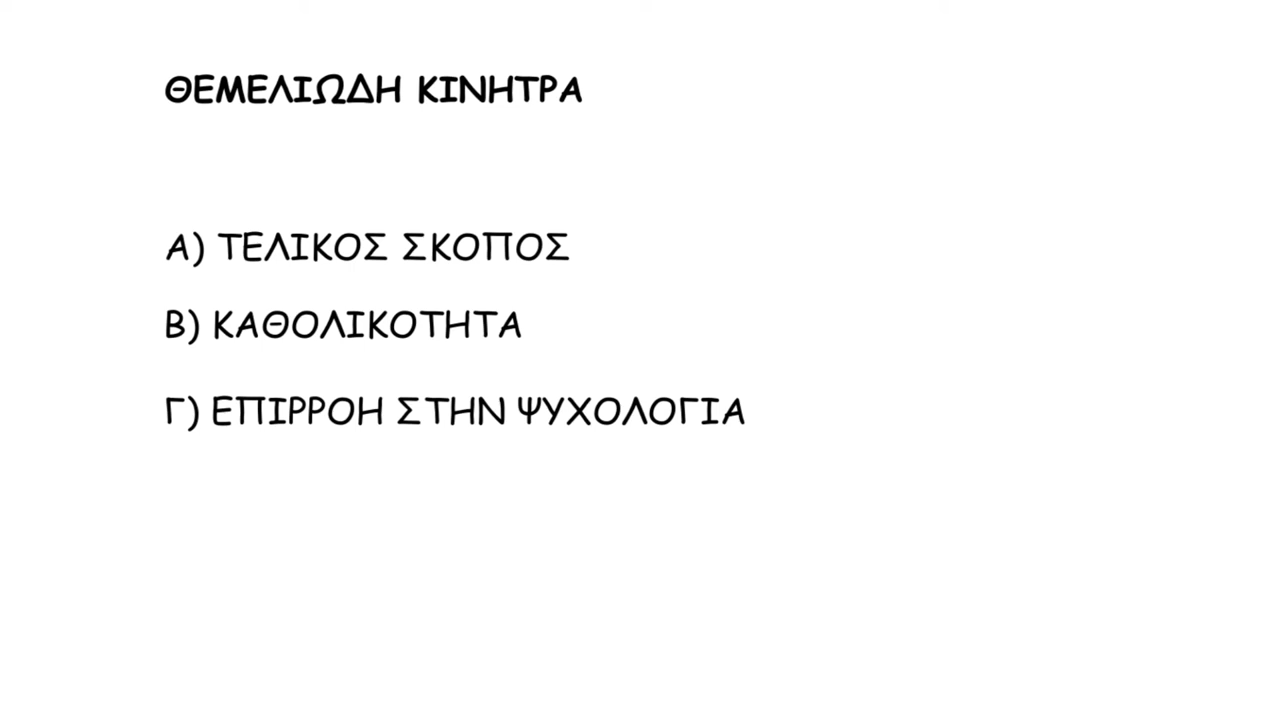 ΘΕΜΕΛΙΩΔΗ ΚΙΝΗΤΡΑ
Α) ΤΕΛΙΚΟΣ ΣΚΟΠΟΣ
Β) ΚΑΘΟΛΙΚΟΤΗΤΑ
Γ) ΕΠΙΡΡΟΗ ΣΤΗΝ ΨΥΧΟΛΟΓΙΑ